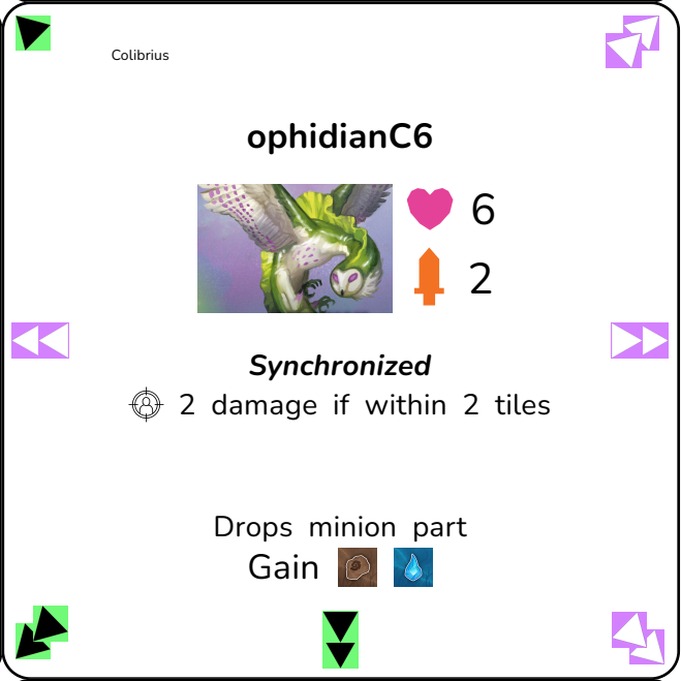 Colibrius
ophidianC6
6
2
Synchronized
2 damage if within 2 tiles
Drops minion part
Gain